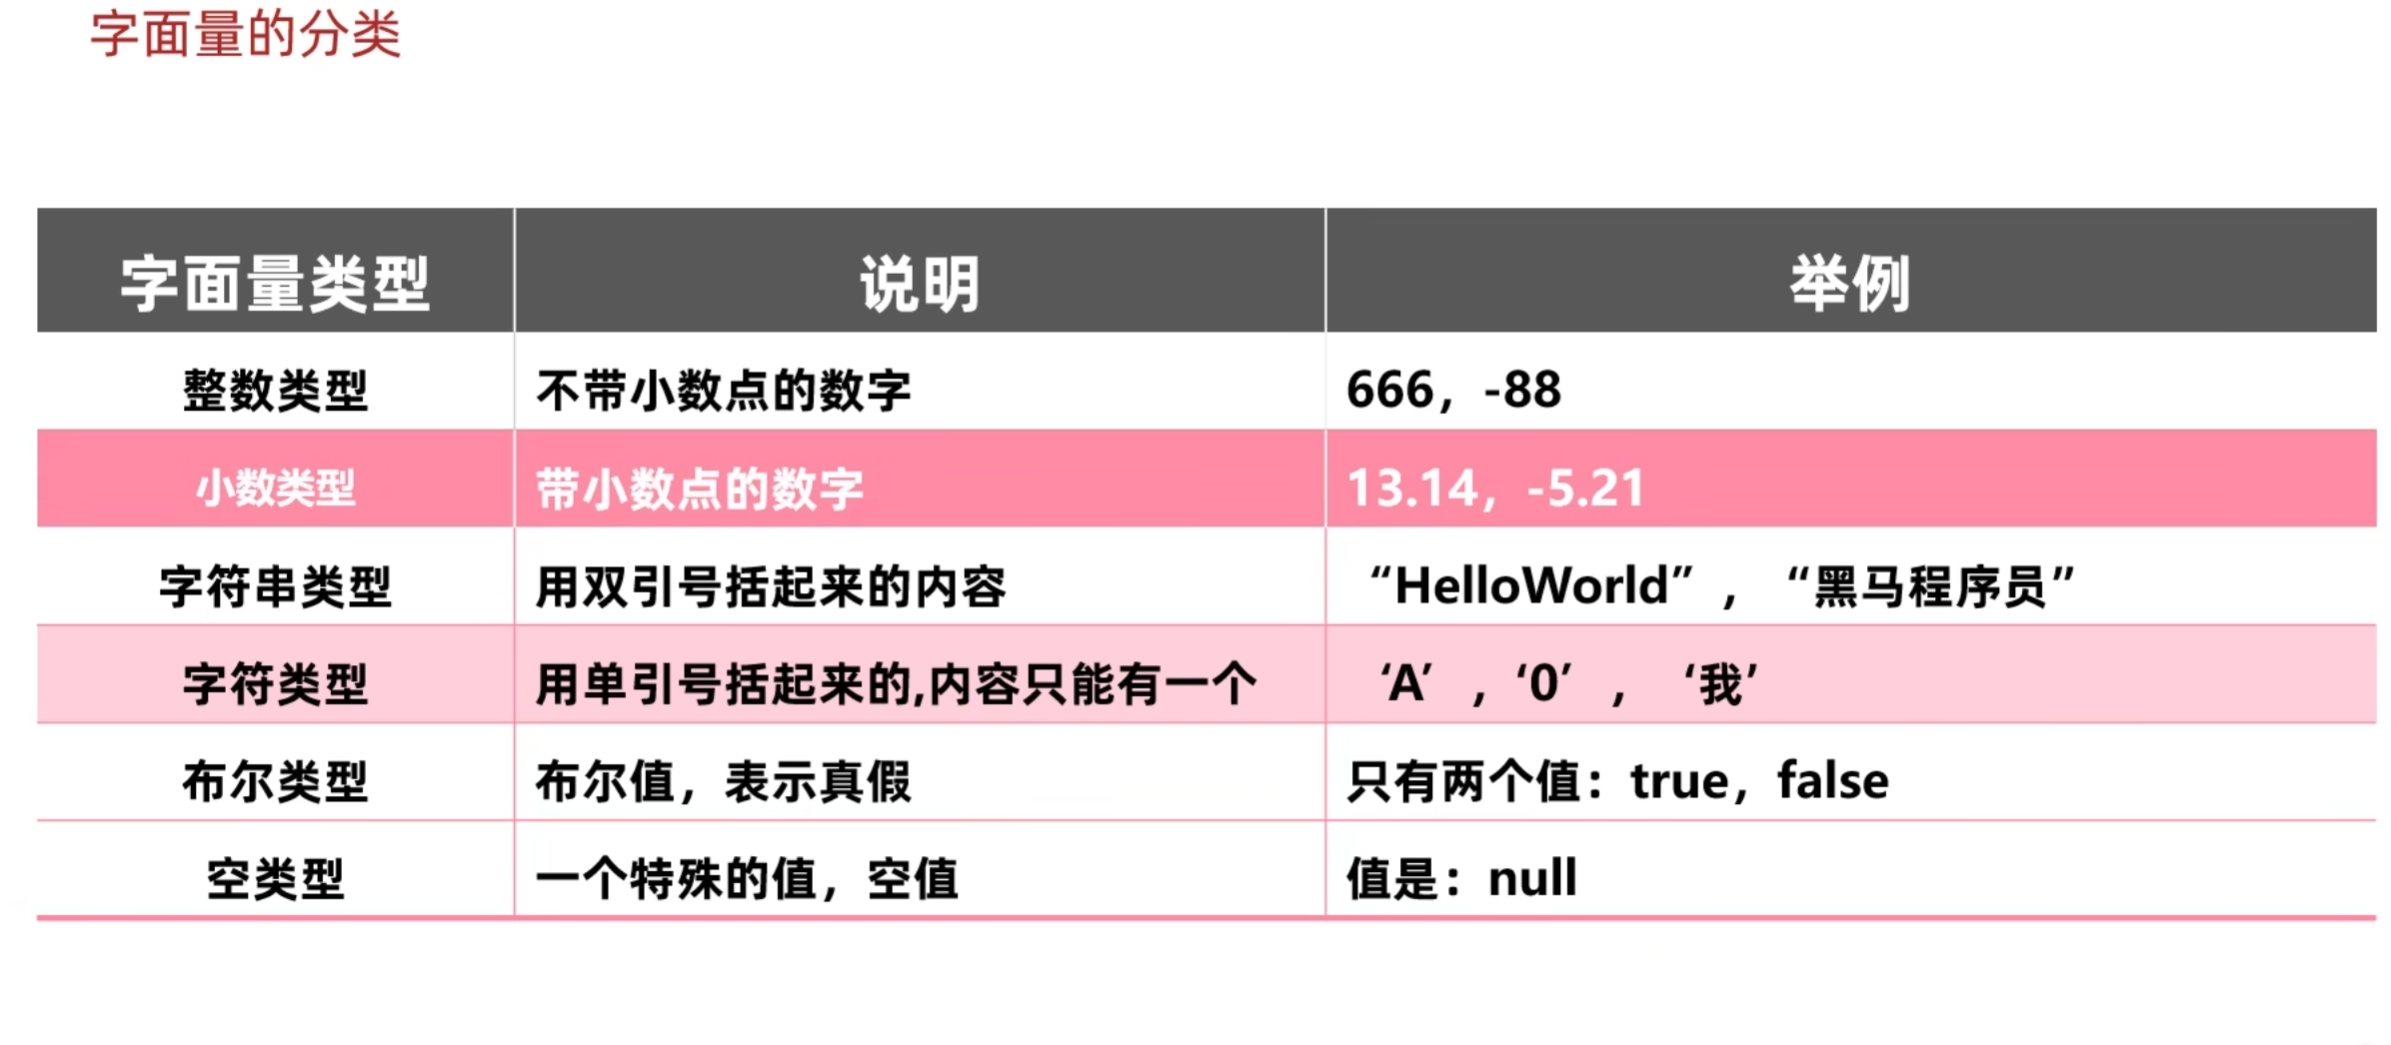 字面量的分类
字面量类型 说明 举例
整数类型 不带小数点的数字 666，-88
小数类型 带小数点的数字 13.14，-5.21
字符串类型 用双引号括起来的内容 “HelloWorld”，“黑马程序员”
字符类型 用单引号括起来的,内容只能有一个 ‘A’，‘0’，‘我’
布尔类型 布尔值，表示真假 只有两个值：true，false
空类型 一个特殊的值，空值 值是：null